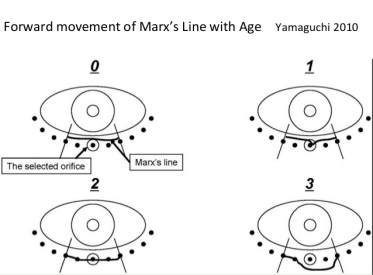 Forward movement of Marx's Line with Age Yamaguchi 2010
0
1
The selected orifice
Marx's line
2
3